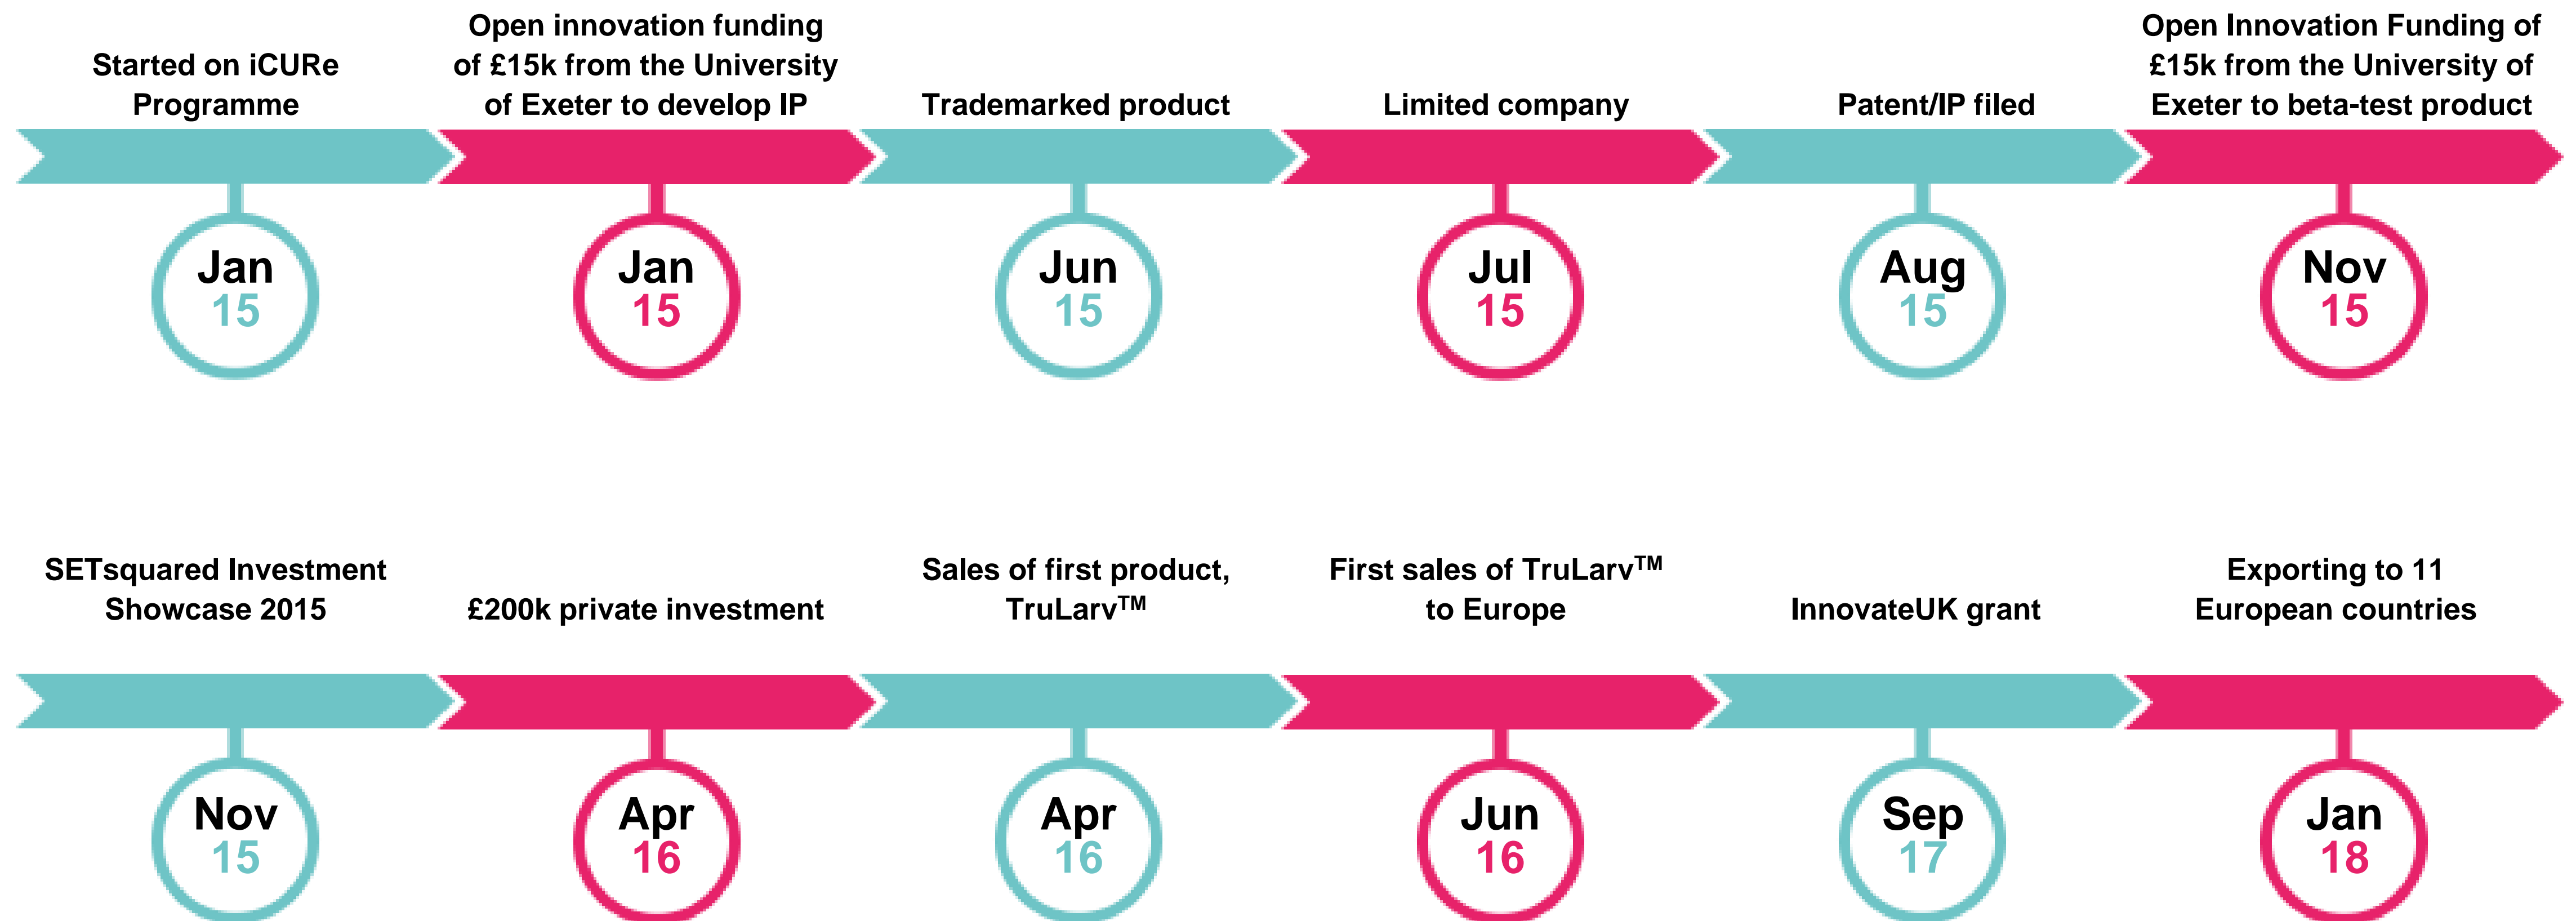 Started on iCURe
Programme
Open innovation funding
of £15k from the University
of Exeter to develop IP
Trademarked product
Limited company
Patent/IP filed
Open Innovation Funding of
£15k from the University of
Exeter to beta-test product
Jan
15
Jan
15
Jun
15
Jul
15
Aug
15
Nov
15
SETsquared Investment
Showcase 2015
£200k private investment
Sales of first product,
TruLarv™
First sales of TruLarv™
to Europe
InnovateUK grant
Exporting to 11
European countries
Nov
15
Apr
16
Apr
16
Jun
16
Sep
17
Jan
18